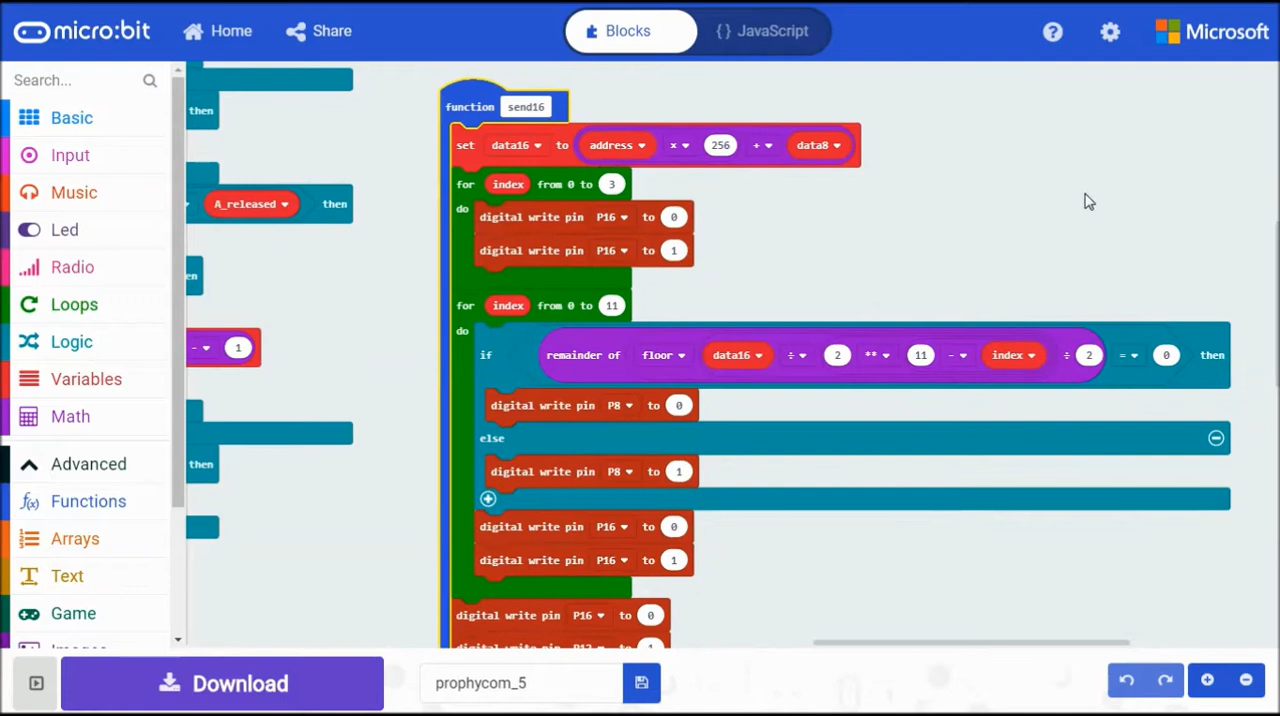 micro:bit Home Share Blocks { } JavaScript ? Microsoft
Search...
Basic
Input
Music
Led
Radio
Loops
Logic
Variables
Math
Advanced
Functions
Arrays
Text
Game
then
A_released then
- 1
then
function send16
set data16 to address × 256 + data8
for index from 0 to 3
do digital write pin P16 to 0
digital write pin P16 to 1
for index from 0 to 11
do
if remainder of floor data16 ÷ 2 ** 11 - index ÷ 2 = 0 then
digital write pin P8 to 0
else
digital write pin P8 to 1
digital write pin P16 to 0
digital write pin P16 to 1
digital write pin P16 to 0
Download prophycom_5